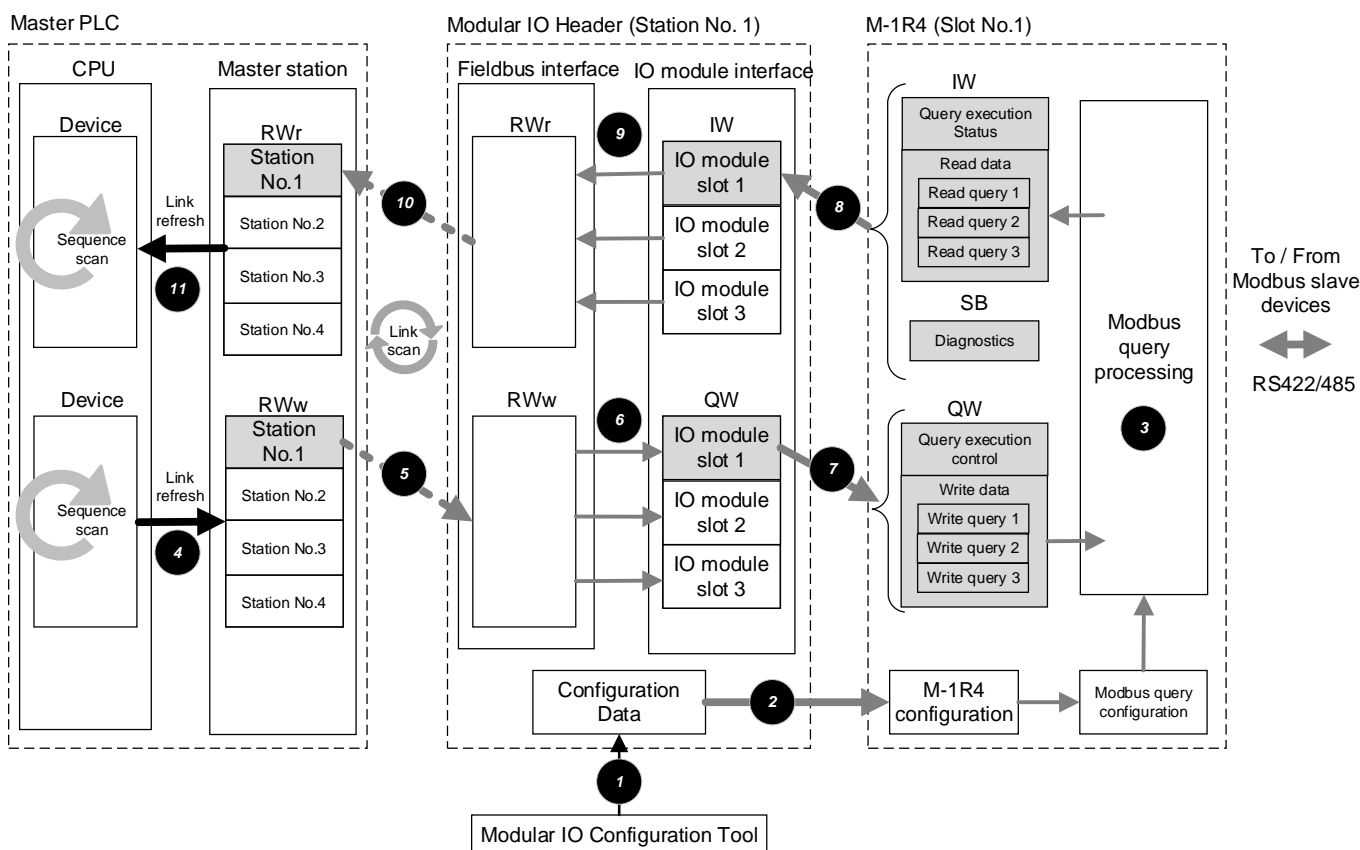 Master PLC
CPU
Device
Sequence
scan
Link
refresh
11
Device
Sequence
scan
Link
refresh
4
Master station
RWr
Station
No.1
Station No.2
Station No.3
Station No.4
RWw
Station
No.1
Station No.2
Station No.3
Station No.4
10
Link
scan
5
Modular IO Header (Station No. 1)
Fieldbus interface
RWr
RWw
9
6
IO module interface
IW
IO module
slot 1
IO module
slot 2
IO module
slot 3
QW
IO module
slot 1
IO module
slot 2
IO module
slot 3
Configuration
Data
1
Modular IO Configuration Tool
8
7
2
M-1R4 (Slot No.1)
IW
Query execution
Status
Read data
Read query 1
Read query 2
Read query 3
SB
Diagnostics
QW
Query execution
control
Write data
Write query 1
Write query 2
Write query 3
Modbus
query
processing
3
M-1R4
configuration
Modbus query
configuration
To / From
Modbus slave
devices
RS422/485